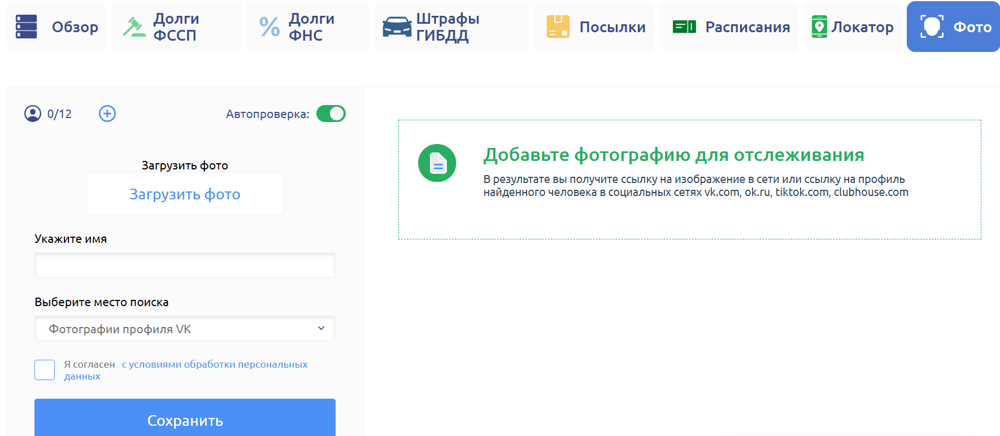 Обзор
Долги
ФССП
Долги
ФНС
Штрафы
ГИБДД
Посылки
Расписания
Локатор
Фото
0/12
Автопроверка:
Загрузить фото
Загрузить фото
Укажите имя
Выберите место поиска
Фотографии профиля VK
Я согласен с условиями обработки персональных
данных
Сохранить
Добавьте фотографию для отслеживания
В результате вы получите ссылку на изображение в сети или ссылку на профиль
найденного человека в социальных сетях vk.com, ok.ru, tiktok.com, clubhouse.com